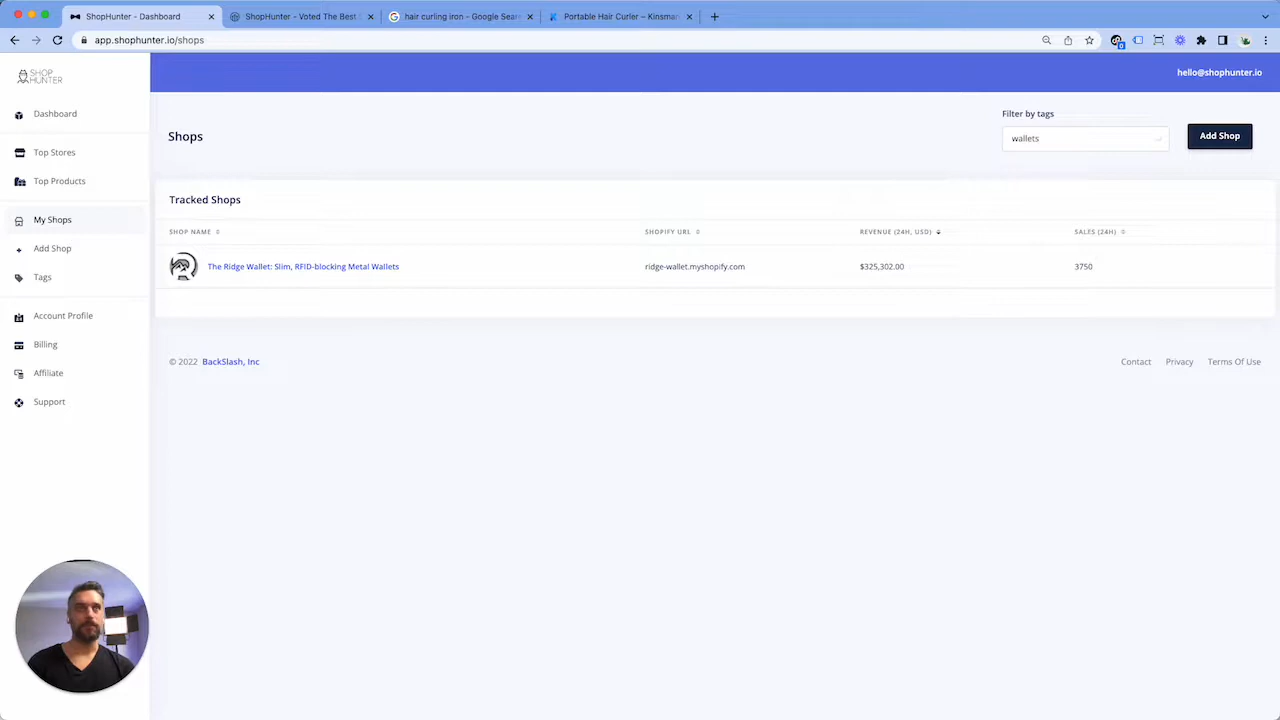 ShopHunter - Dashboard
ShopHunter - Voted The Best
hair curling iron - Google Sear
Portable Hair Curler – Kinsman
app.shophunter.io/shops
SHOP
HUNTER
hello@shophunter.io
Dashboard
Top Stores
Top Products
My Shops
Add Shop
Tags
Account Profile
Billing
Affiliate
Support
Shops
Filter by tags
wallets
Add Shop
Tracked Shops
SHOP NAME
SHOPIFY URL
REVENUE (24H, USD)
SALES (24H)
The Ridge Wallet: Slim, RFID-blocking Metal Wallets
ridge-wallet.myshopify.com
$325,302.00
3750
© 2022 BackSlash, Inc
Contact
Privacy
Terms Of Use